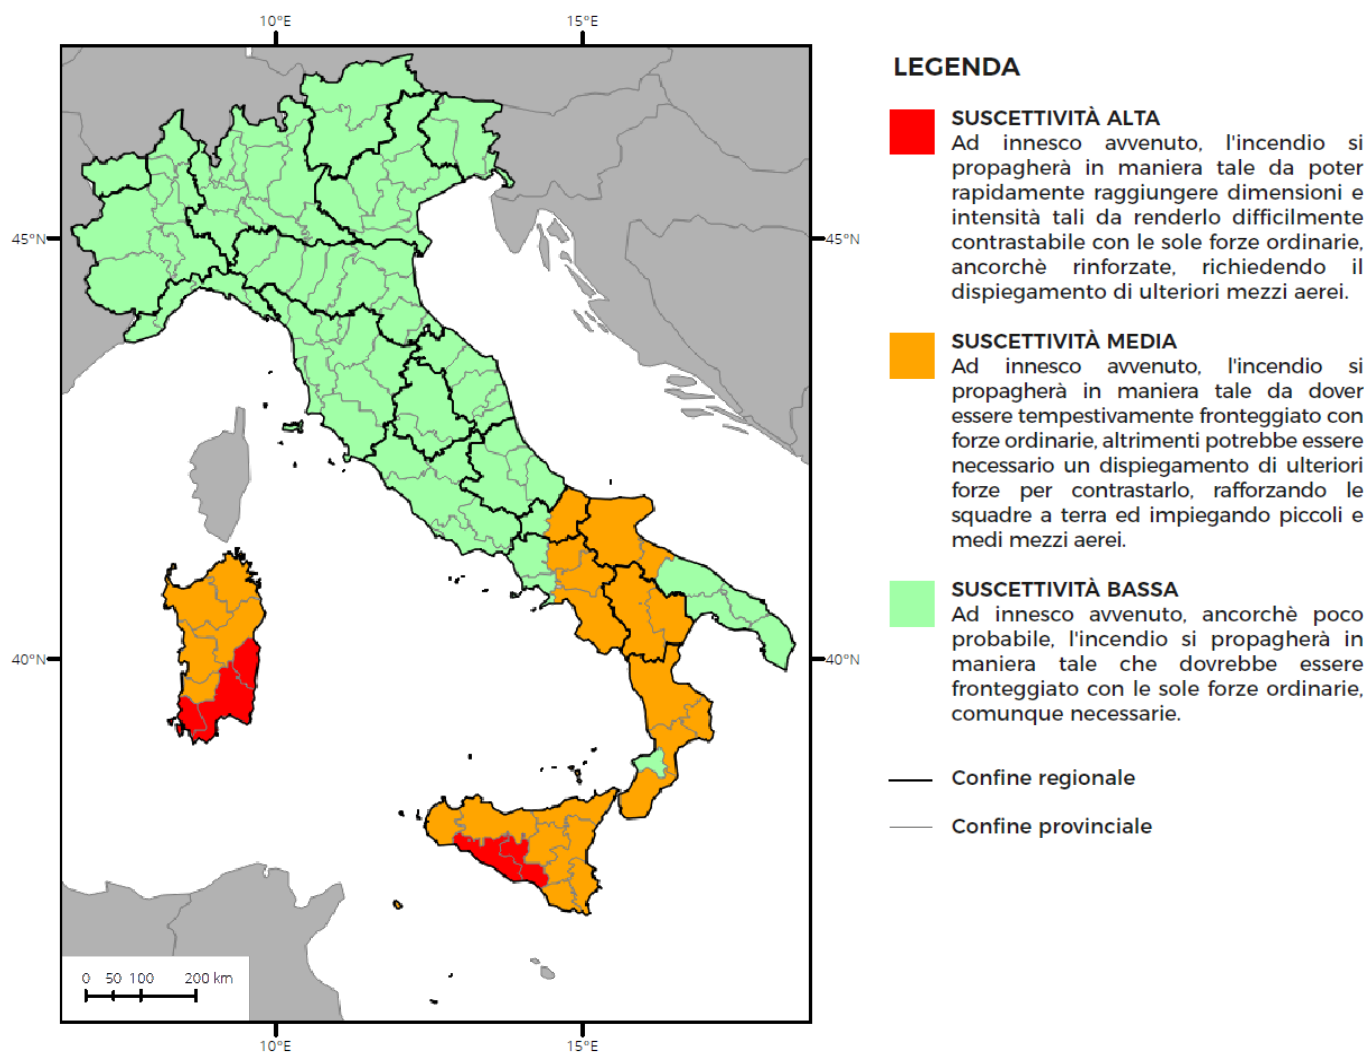 10°E 15°E
45°N 45°N
40°N 40°N
0 50 100 200 km
10°E 15°E
LEGENDA
SUSCETTIVITÀ ALTA
Ad innesco avvenuto, l'incendio si
propagherà in maniera tale da poter
rapidamente raggiungere dimensioni e
intensità tali da renderlo difficilmente
contrastabile con le sole forze ordinarie,
ancorchè rinforzate, richiedendo il
dispiegamento di ulteriori mezzi aerei.
SUSCETTIVITÀ MEDIA
Ad innesco avvenuto, l'incendio si
propagherà in maniera tale da dover
essere tempestivamente fronteggiato con
forze ordinarie, altrimenti potrebbe essere
necessario un dispiegamento di ulteriori
forze per contrastarlo, rafforzando le
squadre a terra ed impiegando piccoli e
medi mezzi aerei.
SUSCETTIVITÀ BASSA
Ad innesco avvenuto, ancorchè poco
probabile, l'incendio si propagherà in
maniera tale che dovrebbe essere
fronteggiato con le sole forze ordinarie,
comunque necessarie.
Confine regionale
Confine provinciale